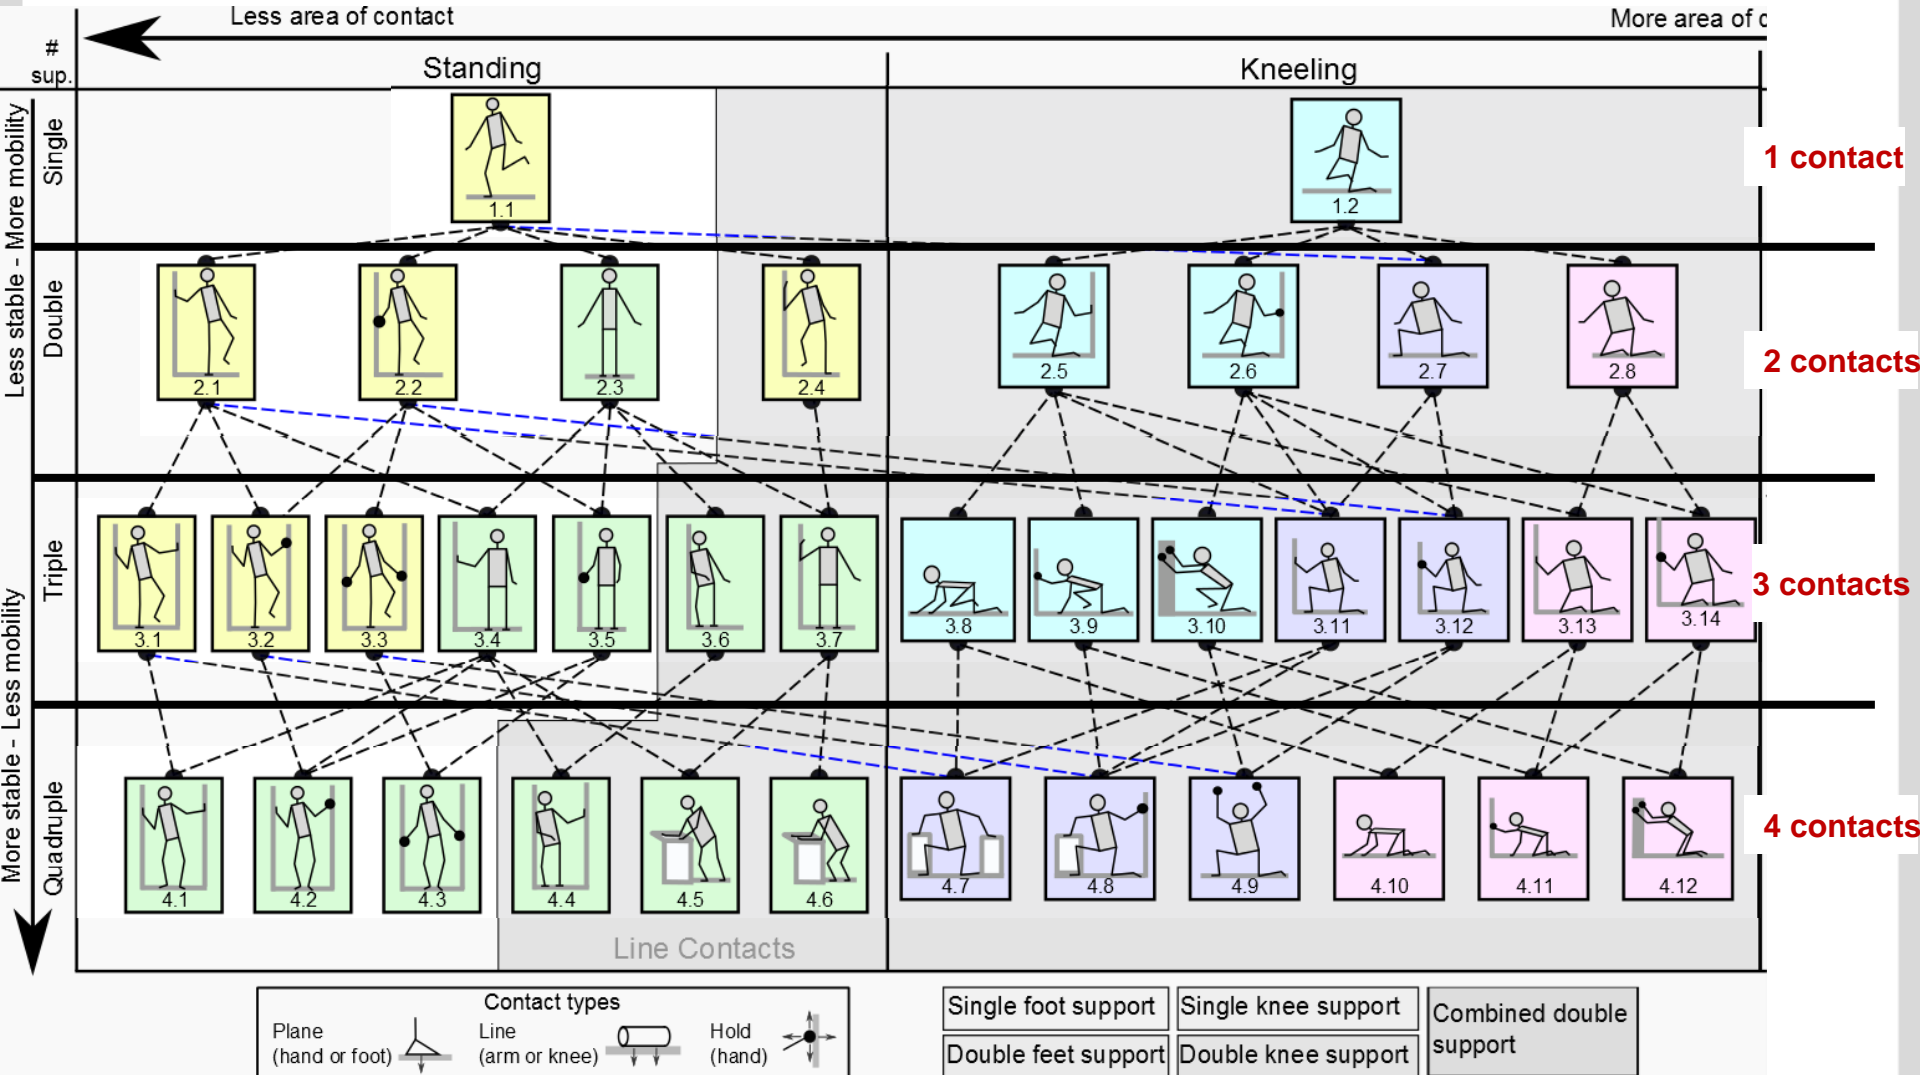 Less area of contact
More area of c
#
sup.
Standing
Kneeling
Less stable - More mobility
More stable - Less mobility
Single
1.1
1.2
1 contact
Double
2.1
2.2
2.3
2.4
2.5
2.6
2.7
2.8
2 contacts
Triple
3.1
3.2
3.3
3.4
3.5
3.6
3.7
3.8
3.9
3.10
3.11
3.12
3.13
3.14
3 contacts
Quadruple
4.1
4.2
4.3
4.4
4.5
4.6
4.7
4.8
4.9
4.10
4.11
4.12
4 contacts
Line Contacts
Contact types
Plane
(hand or foot)
Line
(arm or knee)
Hold
(hand)
Single foot support
Single knee support
Double feet support
Double knee support
Combined double
support